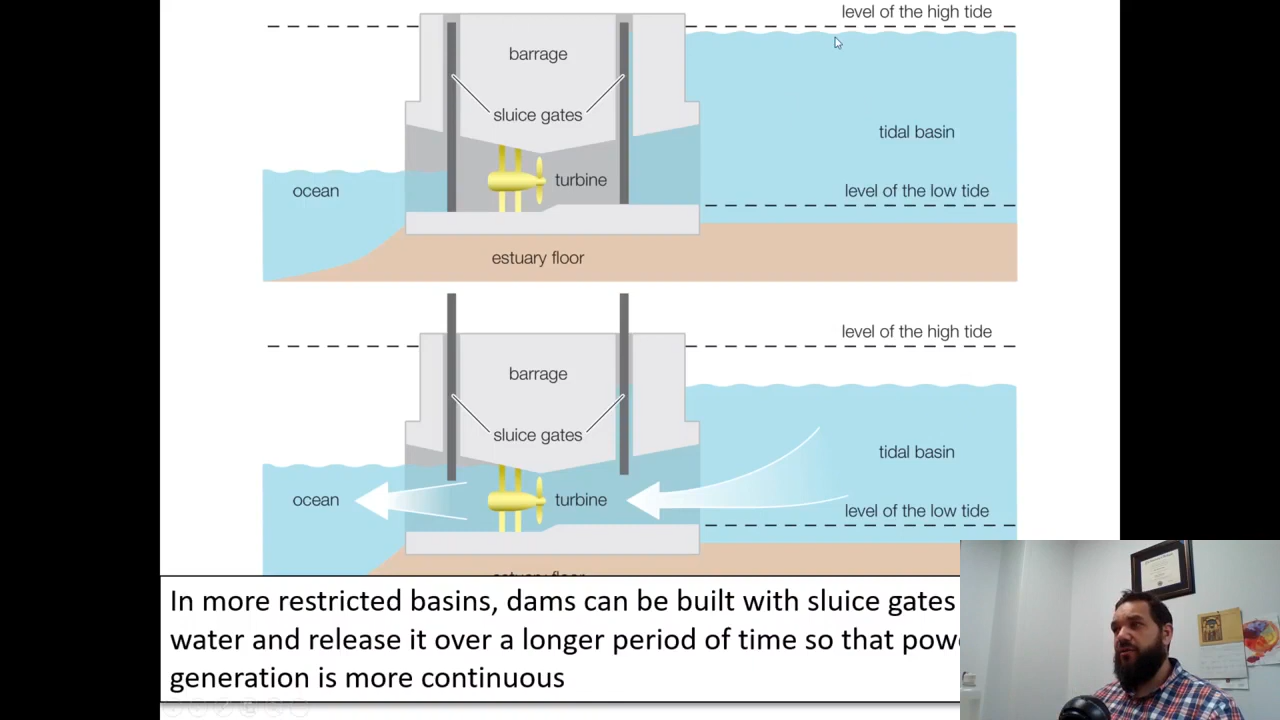 level of the high tide
barrage
sluice gates
tidal basin
turbine
ocean
level of the low tide
estuary floor
level of the high tide
barrage
sluice gates
tidal basin
ocean
turbine
level of the low tide
In more restricted basins, dams can be built with sluice gates
water and release it over a longer period of time so that pow
generation is more continuous